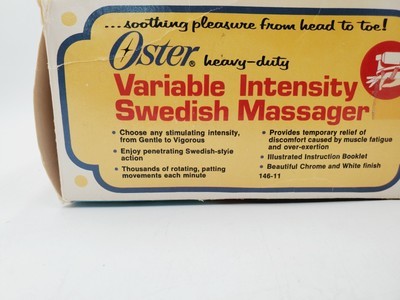 ...soothing pleasure from head to toe!
Oster® heavy-duty
Variable Intensity
Swedish Massager
• Choose any stimulating intensity,
from Gentle to Vigorous
• Enjoy penetrating Swedish-style
action
• Thousands of rotating, patting
movements each minute
• Provides temporary relief of
discomfort caused by muscle fatigue
and over-exertion
• Illustrated Instruction Booklet
• Beautiful Chrome and White finish
146-11